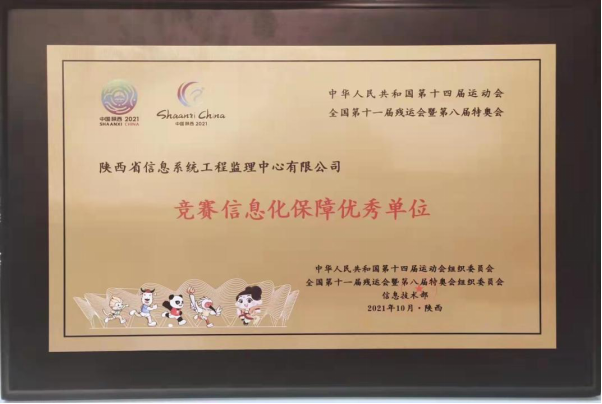 中华人民共和国第十四届运动会
全国第十一届残运会暨第八届特奥会
中国陕西 2021
SHAANXI CHINA
Shaanxi China
中国陕西 2021
陕西省信息系统工程监理中心有限公司
竞赛信息化保障优秀单位
中华人民共和国第十四届运动会组织委员会
全国第十一届残运会暨第八届特奥会组织委员会
信息技术部
2021年10月·陕西